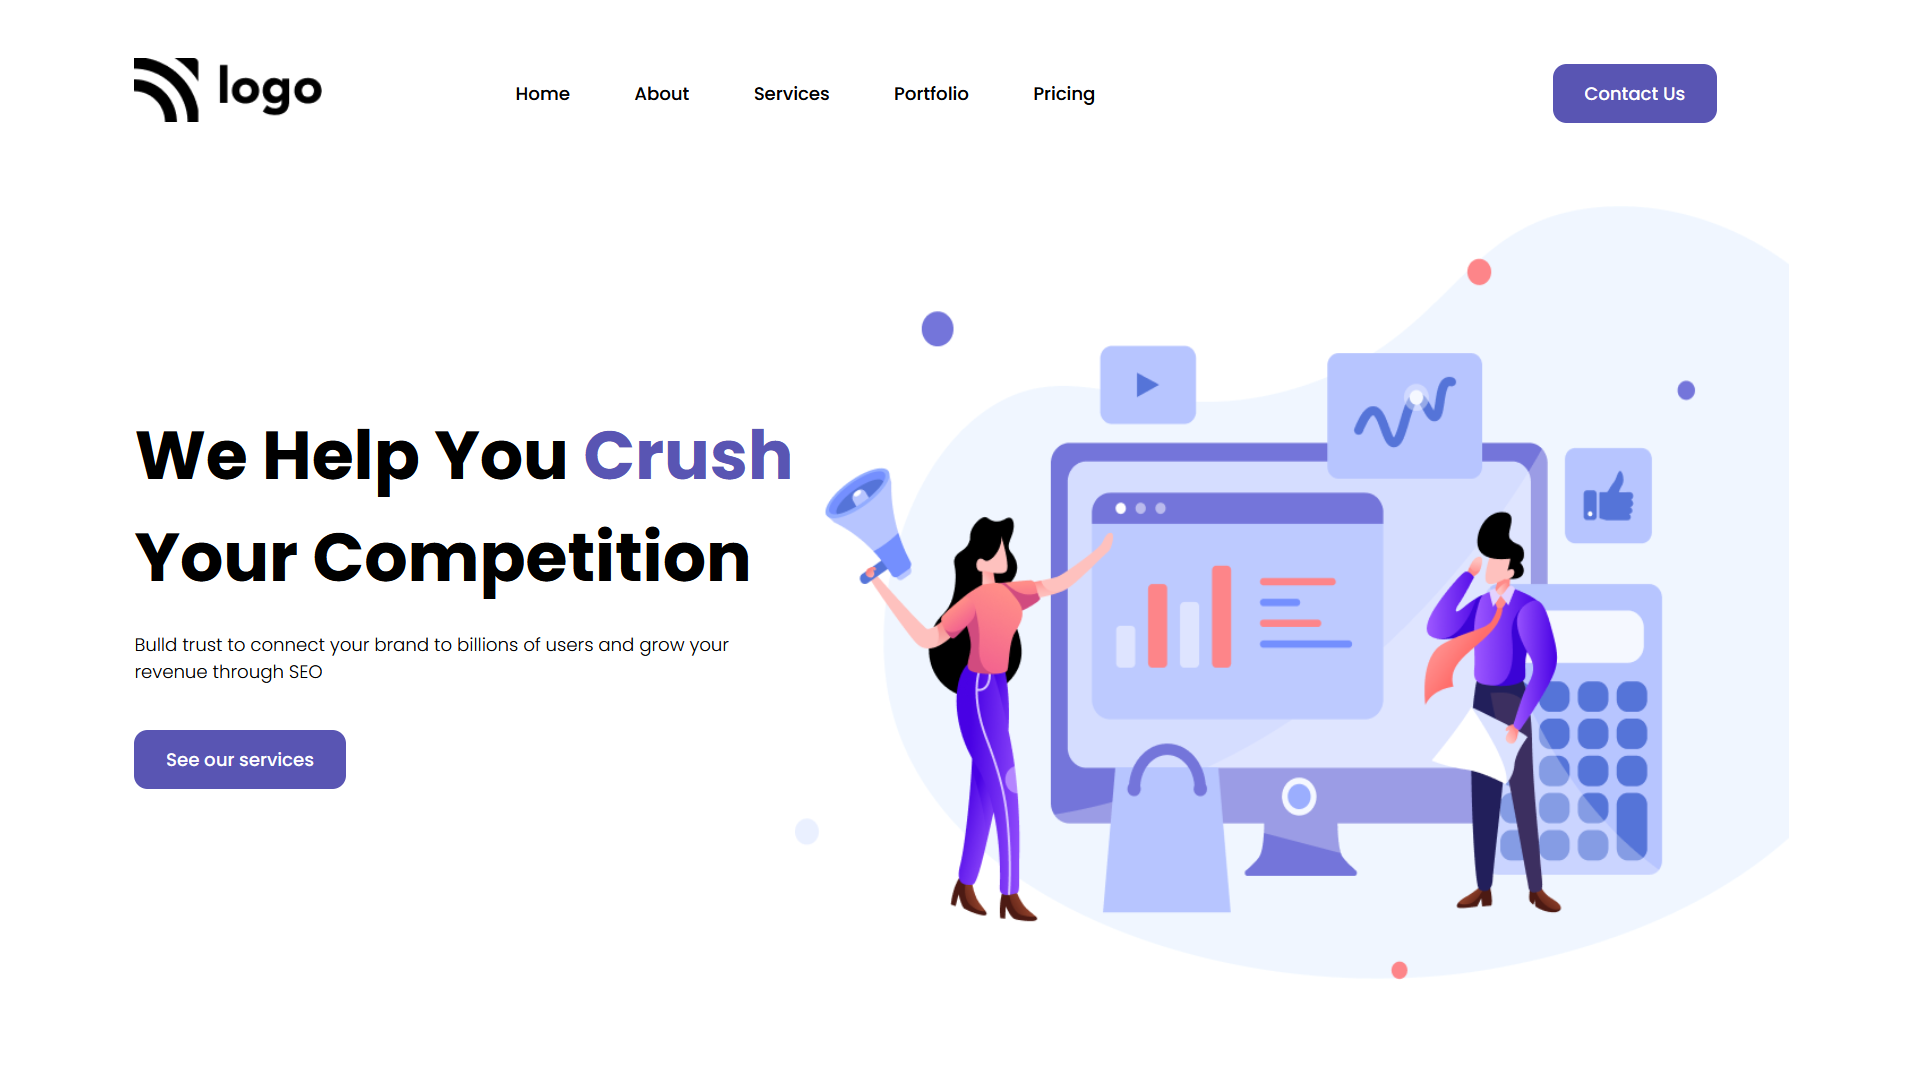 logo
Home
About
Services
Portfolio
Pricing
Contact Us
We Help You Crush
Your Competition
Bulld trust to connect your brand to billions of users and grow your
revenue through SEO
See our services